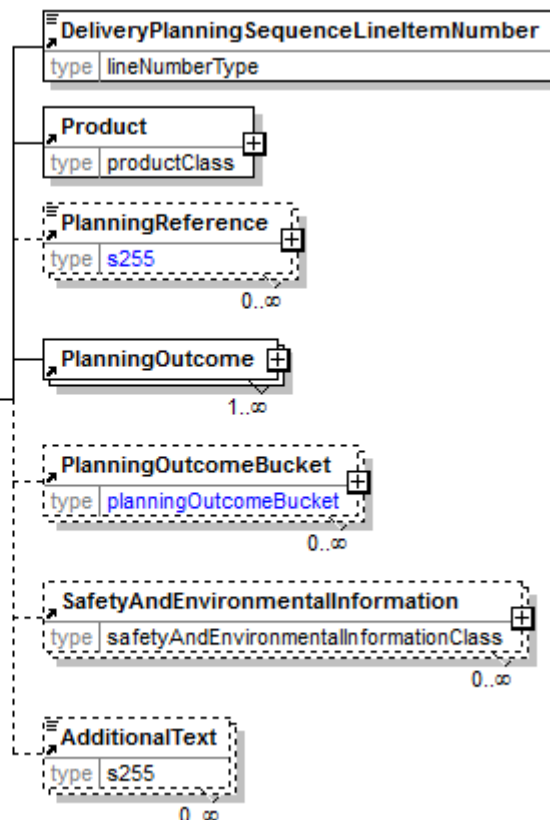 DeliveryPlanningSequenceLineItemNumber
type lineNumberType
Product
type productClass
PlanningReference
type s255
0..∞
PlanningOutcome
1..∞
PlanningOutcomeBucket
type planningOutcomeBucket
0..∞
SafetyAndEnvironmentalInformation
type safetyAndEnvironmentalInformationClass
0..∞
AdditionalText
type s255
0..∞